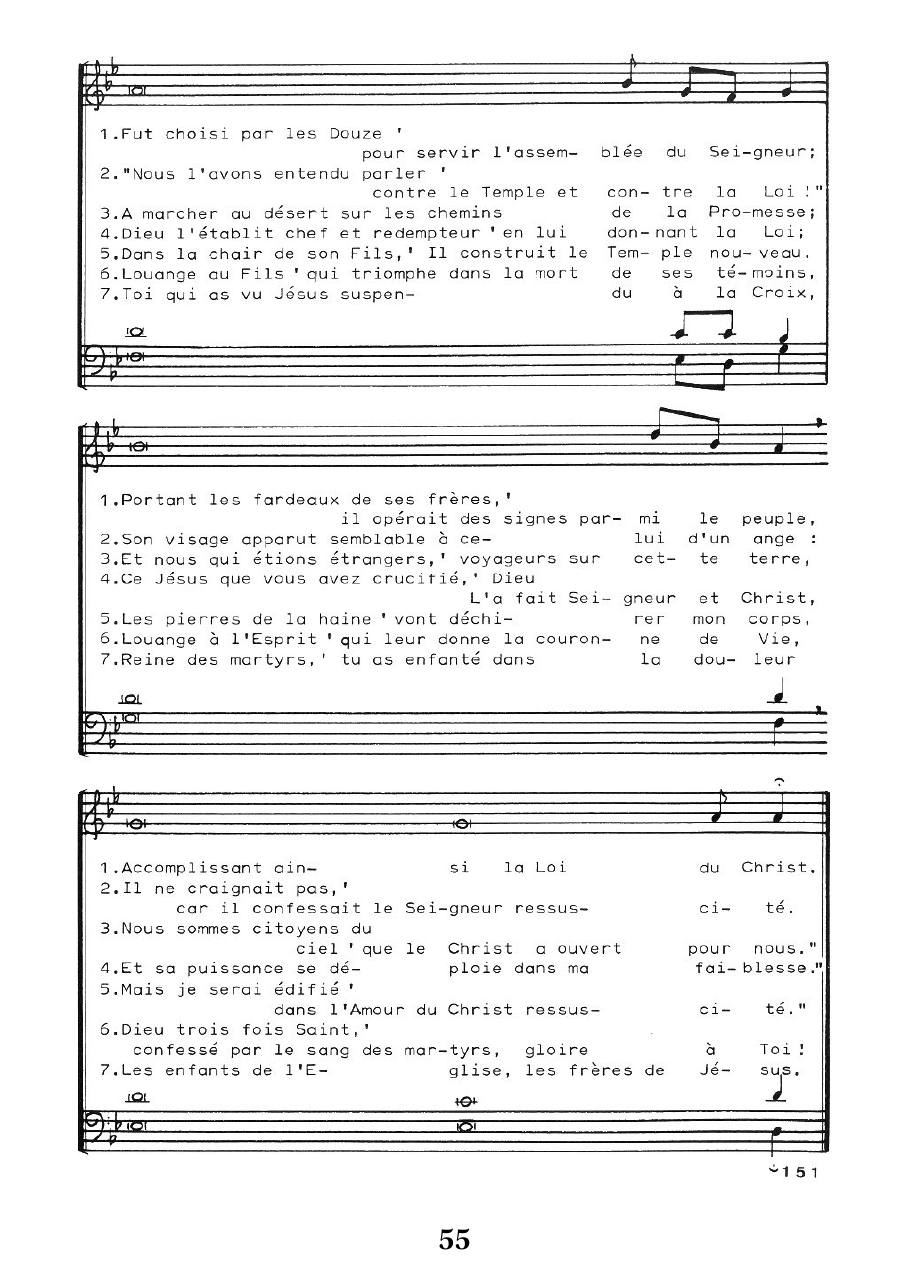 1.Fut choisi par les Douze '
pour servir l'assem- blée du Sei-gneur;
2."Nous l'avons entendu parler '
contre le Temple et con- tre la Loi !"
3.A marcher au désert sur les chemins de la Pro-messe;
4.Dieu l'établit chef et redempteur ' en lui don-nant la Loi;
5.Dans la chair de son Fils,' Il construit le Tem- ple nou-veau.
6.Louange au Fils ' qui triomphe dans la mort de ses té-moins,
7.Toi qui as vu Jésus suspen- du à la Croix,
1.Portant les fardeaux de ses frères,'
il opérait des signes par- mi le peuple,
2.Son visage apparut semblable à ce- lui d'un ange :
3.Et nous qui étions étrangers,' voyageurs sur cet- te terre,
4.Ce Jésus que vous avez crucifié,' Dieu
L'a fait Sei- gneur et Christ,
5.Les pierres de la haine ' vont déchi- rer mon corps,
6.Louange à l'Esprit ' qui leur donne la couron- ne de Vie,
7.Reine des martyrs,' tu as enfanté dans la dou- leur
1.Accomplissant ain- si la Loi du Christ.
2.Il ne craignait pas,'
car il confessait le Sei-gneur ressus- ci- té.
3.Nous sommes citoyens du
ciel ' que le Christ a ouvert pour nous."
4.Et sa puissance se dé- ploie dans ma fai-blesse."
5.Mais je serai édifié '
dans l'Amour du Christ ressus- ci- té."
6.Dieu trois fois Saint,'
confessé par le sang des mar-tyrs, gloire à Toi!
7.Les enfants de l'E- glise, les frères de Jé- sus.
151
55